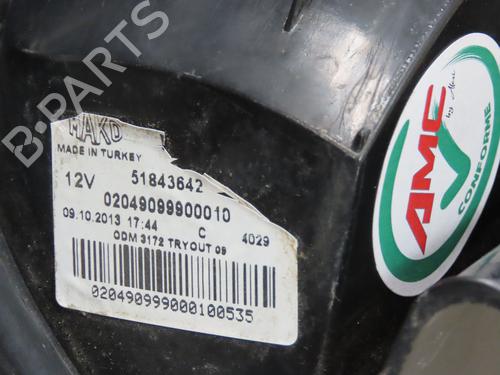 B-PARTS
MAKO
MADE IN TURKEY
12V 51843642
02049099900010
09.10.2013 17:44 C 4029
ODM 3172 TRYOUT 09
020490999000100535
AMC
CONFORME